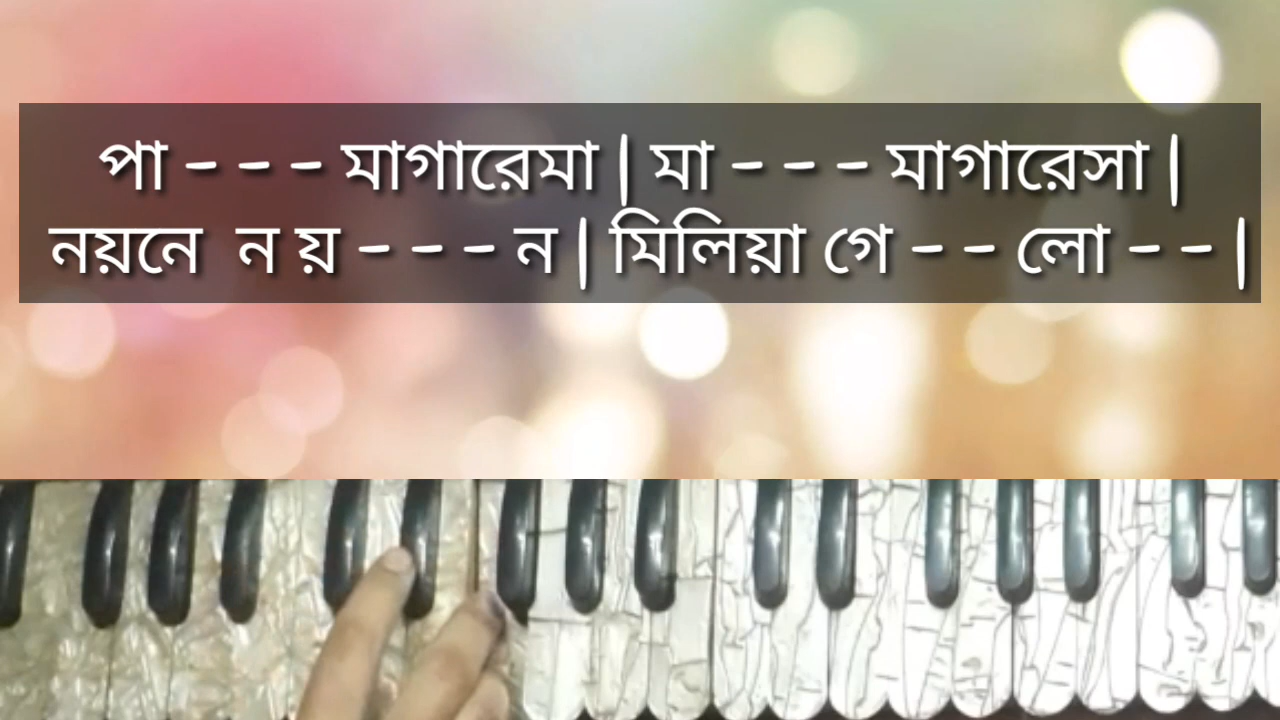 পা - - - মাগারেমা | মা - - - মাগারেসা |
নয়নে ন য় - - - ন | মিলিয়া গে - - লো - - |